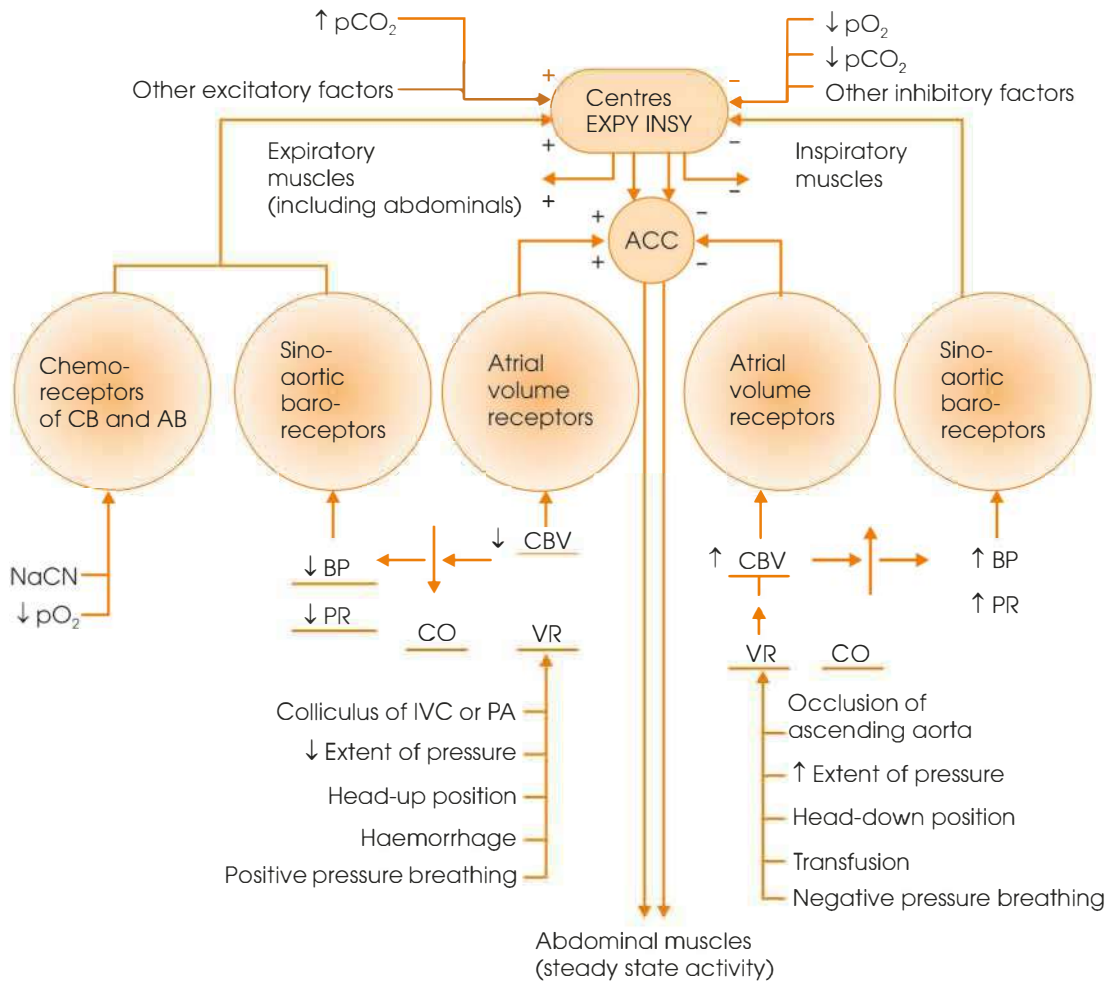 ↑ pCO₂
Other excitatory factors
↓ pO₂
↓ pCO₂
Other inhibitory factors
+
−
Centres
EXPY INSY
+
−
Expiratory
muscles
(including abdominals)
+
−
Inspiratory
muscles
+
−
ACC
+
−
Chemo-
receptors
of CB and AB
Sino-
aortic
baro-
receptors
Atrial
volume
receptors
Atrial
volume
receptors
Sino-
aortic
baro-
receptors
NaCN
↓ pO₂
↓ BP
↓ PR
↓ CBV
CO
VR
Colliculus of IVC or PA
↓ Extent of pressure
Head-up position
Haemorrhage
Positive pressure breathing
↑ CBV
↑ BP
↑ PR
VR
CO
Occlusion of
ascending aorta
↑ Extent of pressure
Head-down position
Transfusion
Negative pressure breathing
Abdominal muscles
(steady state activity)